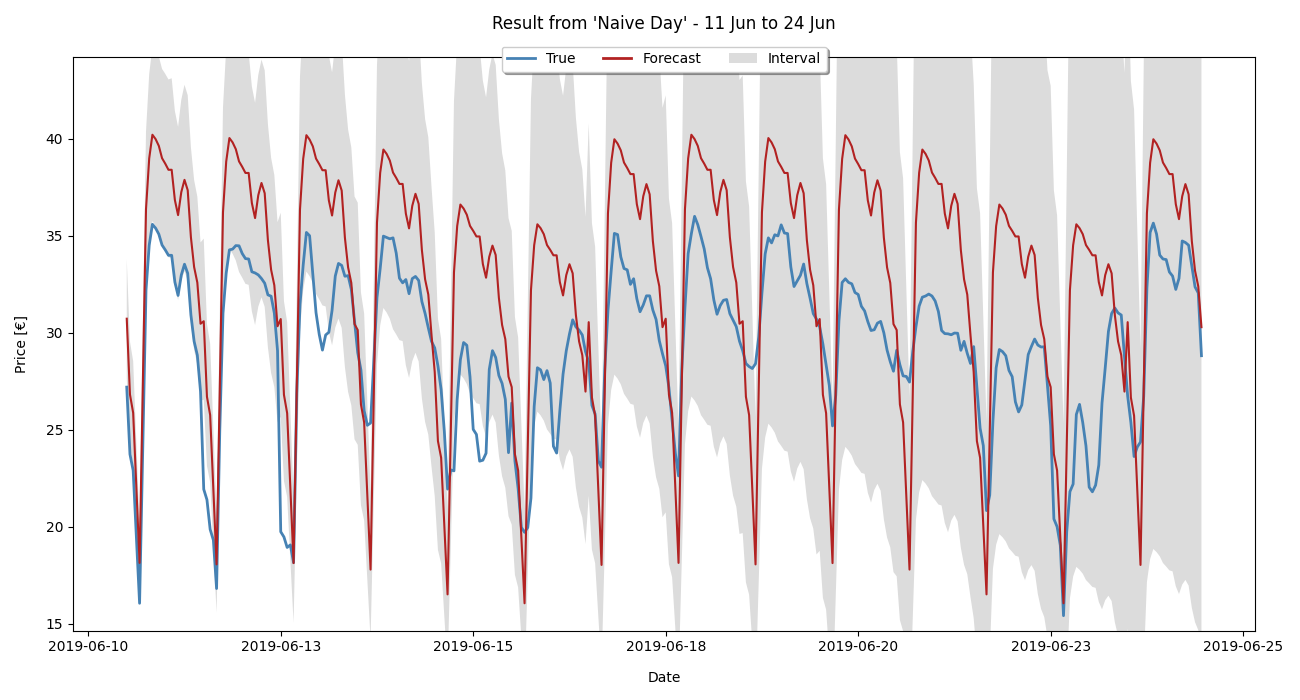 Result from 'Naive Day' - 11 Jun to 24 Jun
True Forecast Interval
40
35
30
25
20
15
Price [€]
2019-06-10 2019-06-13 2019-06-15 2019-06-18 2019-06-20 2019-06-23 2019-06-25
Date